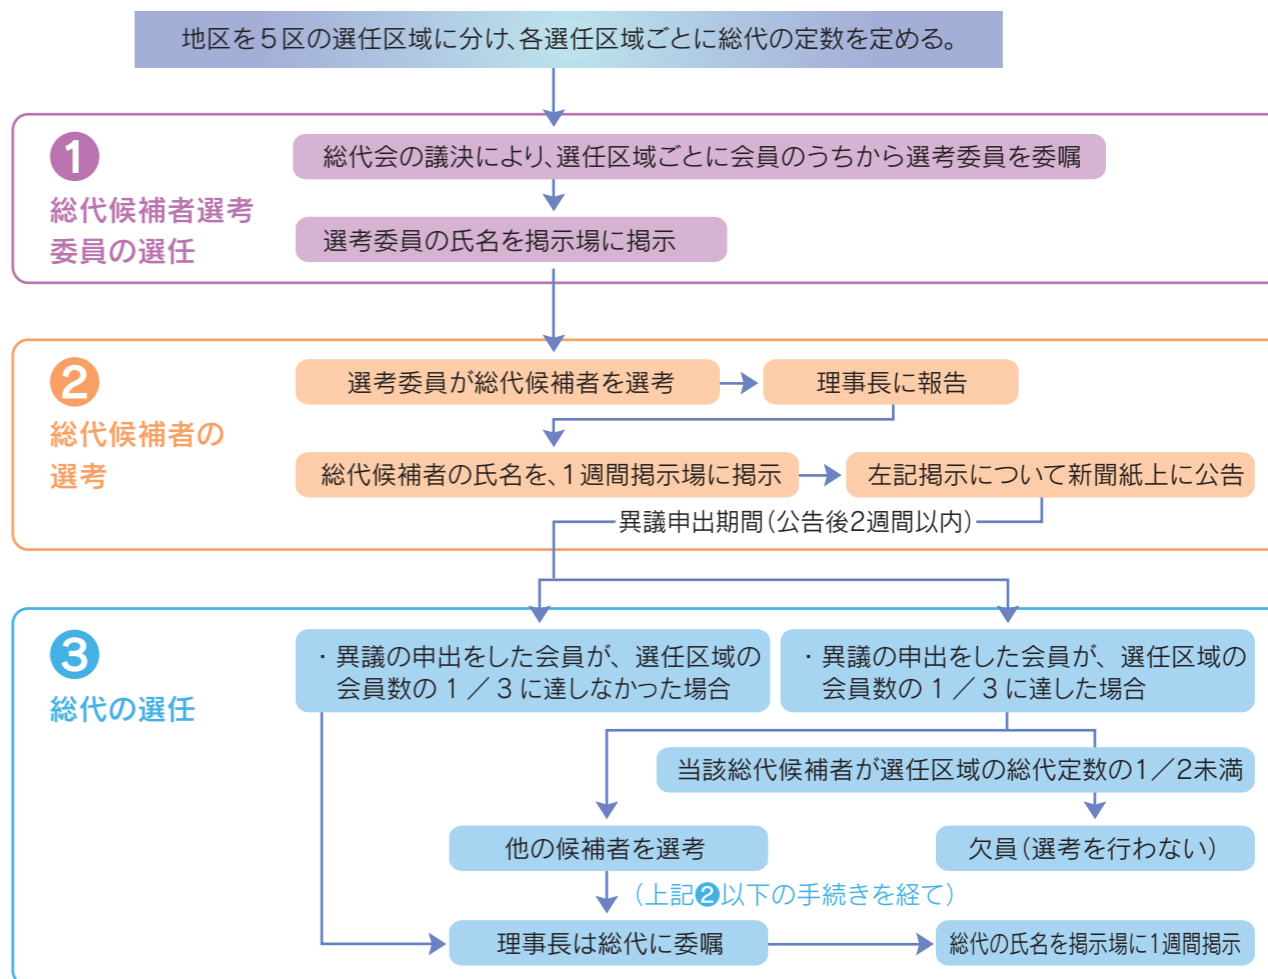 地区を５区の選任区域に分け、各選任区域ごとに総代の定数を定める。
❶
総代候補者選考
委員の選任
総代会の議決により、選任区域ごとに会員のうちから選考委員を委嘱
選考委員の氏名を掲示場に掲示
❷
総代候補者の
選考
選考委員が総代候補者を選考
理事長に報告
総代候補者の氏名を、１週間掲示場に掲示
左記掲示について新聞紙上に公告
異議申出期間（公告後2週間以内）
❸
総代の選任
・異議の申出をした会員が、選任区域の
会員数の１／３に達しなかった場合
・異議の申出をした会員が、選任区域の
会員数の１／３に達した場合
当該総代候補者が選任区域の総代定数の1／2未満
他の候補者を選考
欠員（選考を行わない）
（上記❷以下の手続きを経て）
理事長は総代に委嘱
総代の氏名を掲示場に1週間掲示